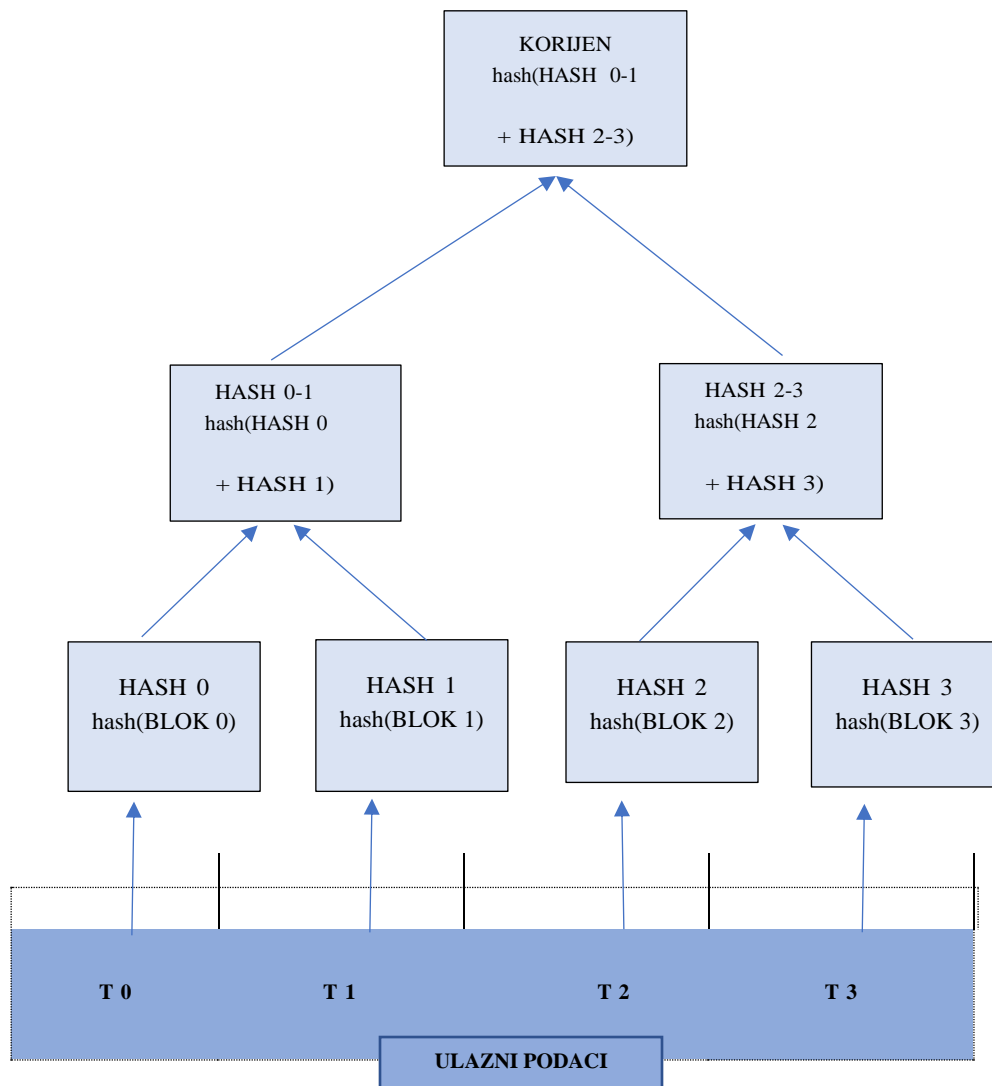 KORIJEN
hash(HASH 0-1
+ HASH 2-3)
HASH 0-1
hash(HASH 0
+ HASH 1)
HASH 2-3
hash(HASH 2
+ HASH 3)
HASH 0
hash(BLOK 0)
HASH 1
hash(BLOK 1)
HASH 2
hash(BLOK 2)
HASH 3
hash(BLOK 3)
T 0
T 1
T 2
T 3
ULAZNI PODACI